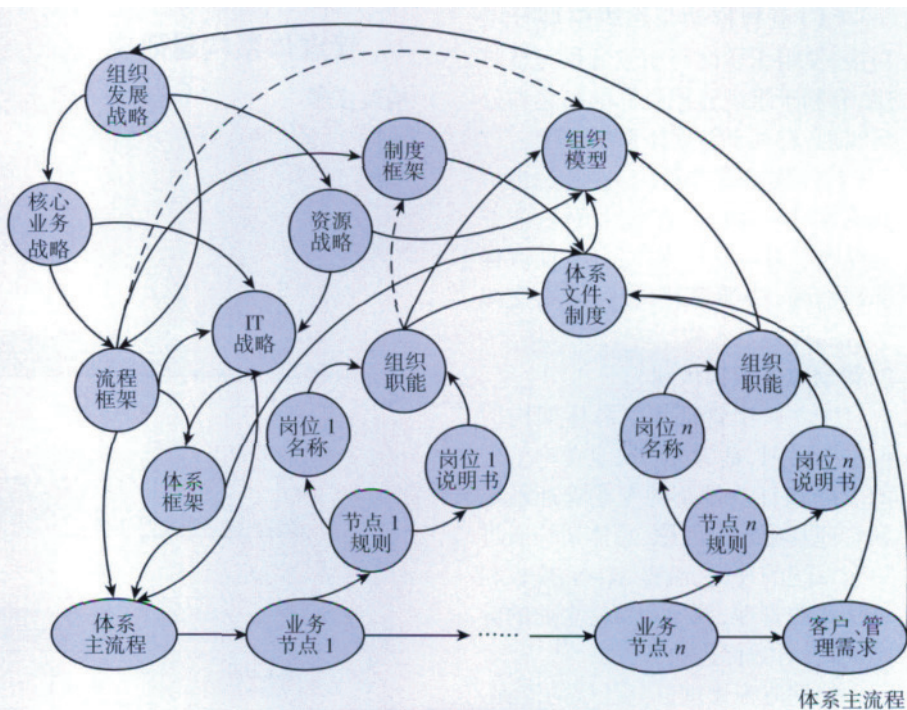 组织
发展
战略
制度
框架
组织
模型
核心
业务
战略
资源
战略
体系
文件、
制度
IT
战略
流程
框架
组织
职能
组织
职能
岗位 1
名称
岗位 n
名称
体系
框架
岗位 1
说明书
岗位 n
说明书
节点 1
规则
节点 n
规则
体系
主流程
业务
节点 1
……
业务
节点 n
客户、管
理需求
体系主流程